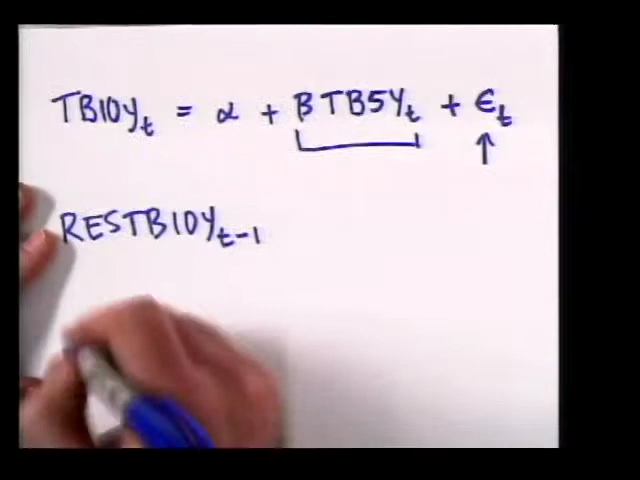 TB10y_t = α + B TB5Y_t + ϵ_t
RESTB10Y_t-1